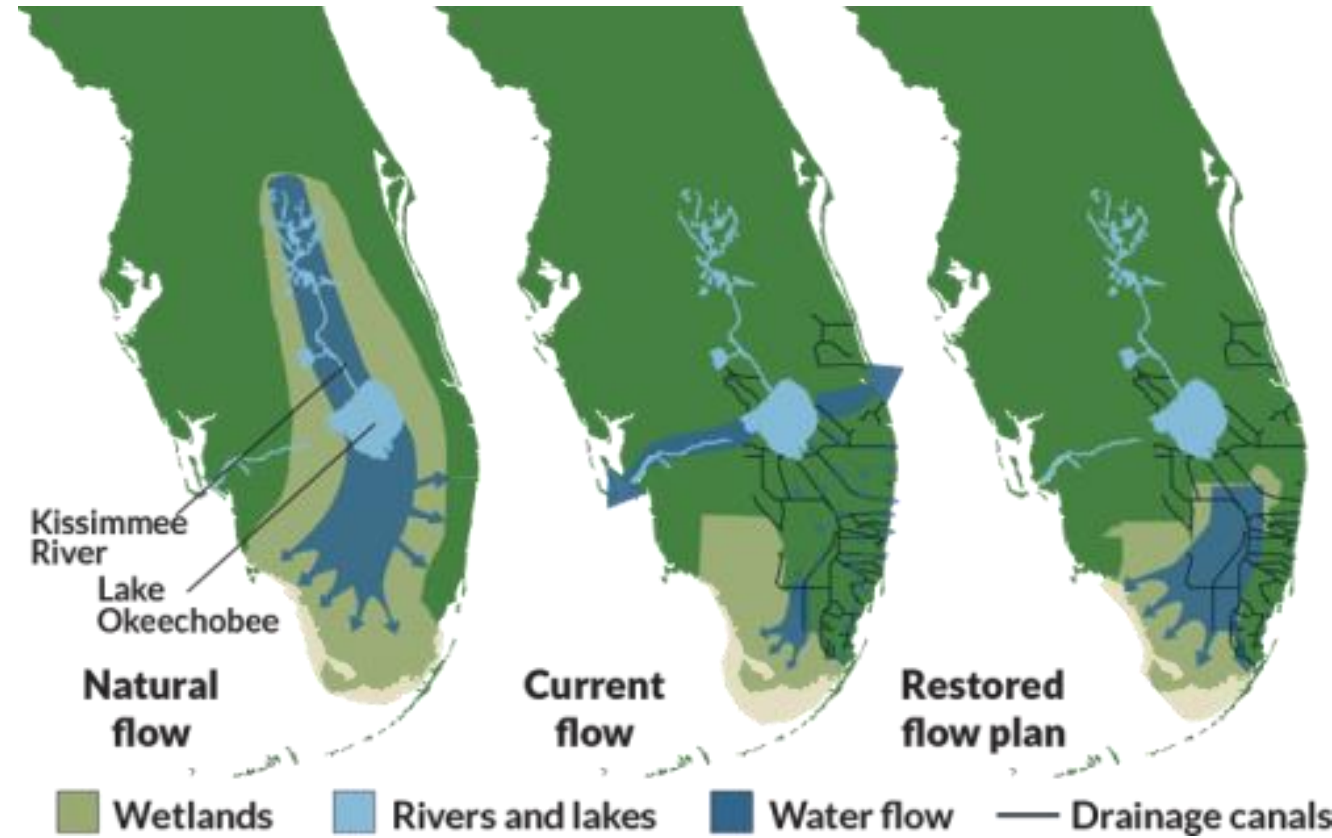 Kissimmee
River
Lake
Okeechobee
Natural
flow
Current
flow
Restored
flow plan
Wetlands
Rivers and lakes
Water flow
Drainage canals